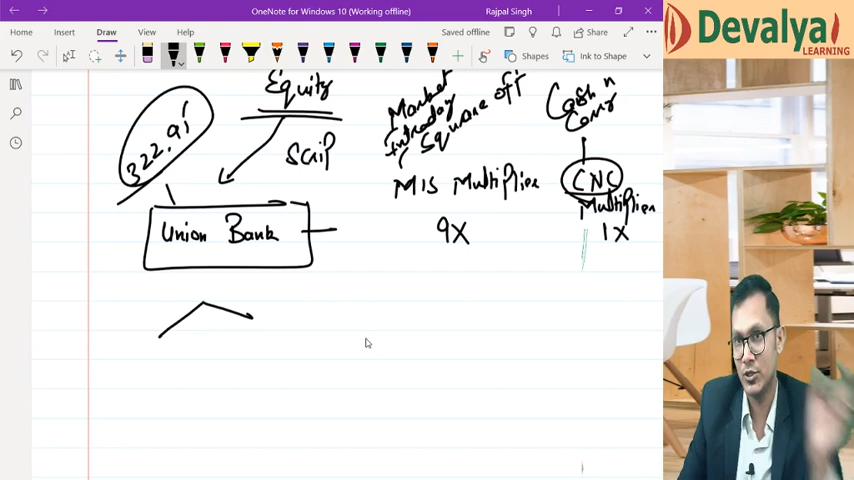 OneNote for Windows 10 (Working offline)
Rajpal Singh
Home Insert Draw View Help
Saved offline
Share
Shapes
Ink to Shape
Devalya
LEARNING
Equity
322.95
Scrip
Market
Intraday
Square off
Cash n
Carry
MIS Multiplier
CNC
Multiplier
Union Bank
9X
1X